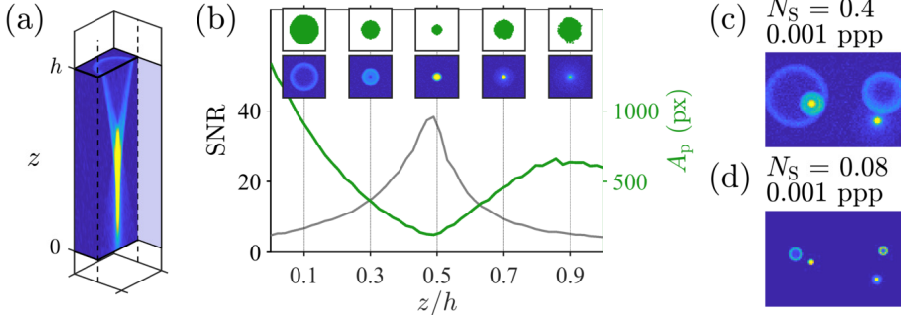 (a)
h
z
0
(b)
SNR
40
20
0
0.1 0.3 0.5 0.7 0.9
z/h
1000
500
A_p (px)
(c)
N_S = 0.4
0.001 ppp
(d)
N_S = 0.08
0.001 ppp